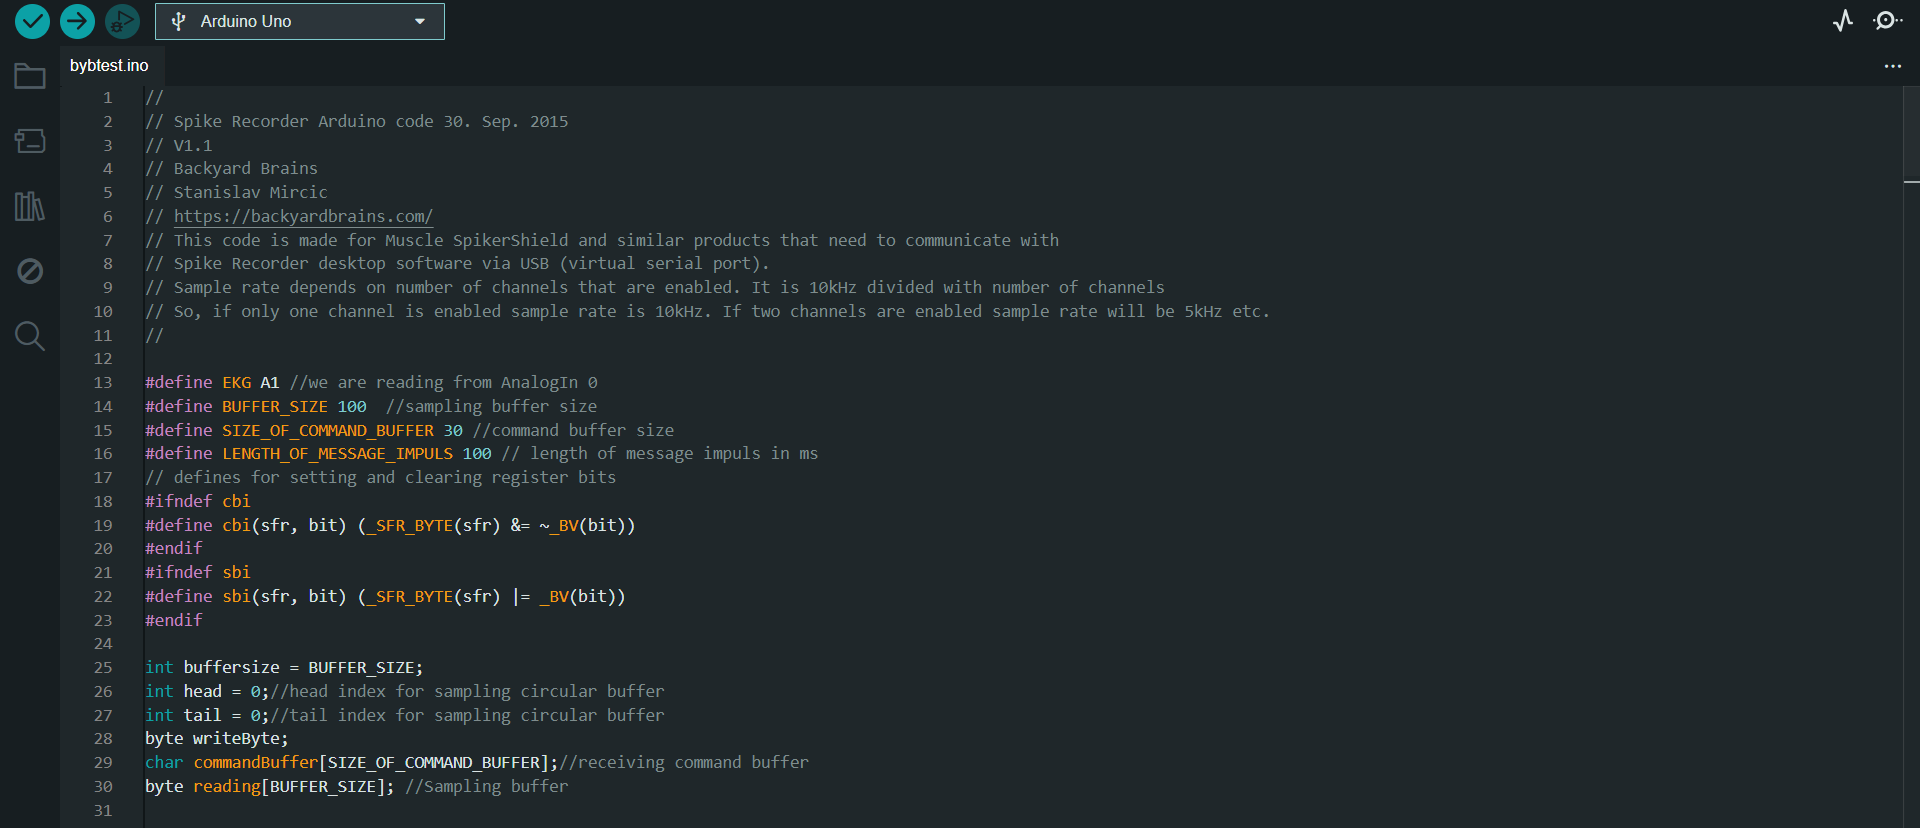 Arduino Uno
bybtest.ino
1 //
2 // Spike Recorder Arduino code 30. Sep. 2015
3 // V1.1
4 // Backyard Brains
5 // Stanislav Mircic
6 // https://backyardbrains.com/
7 // This code is made for Muscle SpikerShield and similar products that need to communicate with
8 // Spike Recorder desktop software via USB (virtual serial port).
9 // Sample rate depends on number of channels that are enabled. It is 10kHz divided with number of channels
10 // So, if only one channel is enabled sample rate is 10kHz. If two channels are enabled sample rate will be 5kHz etc.
11 //
12
13 #define EKG A1 //we are reading from AnalogIn 0
14 #define BUFFER_SIZE 100  //sampling buffer size
15 #define SIZE_OF_COMMAND_BUFFER 30 //command buffer size
16 #define LENGTH_OF_MESSAGE_IMPULS 100 // length of message impuls in ms
17 // defines for setting and clearing register bits
18 #ifndef cbi
19 #define cbi(sfr, bit) (_SFR_BYTE(sfr) &= ~_BV(bit))
20 #endif
21 #ifndef sbi
22 #define sbi(sfr, bit) (_SFR_BYTE(sfr) |= _BV(bit))
23 #endif
24
25 int buffersize = BUFFER_SIZE;
26 int head = 0;//head index for sampling circular buffer
27 int tail = 0;//tail index for sampling circular buffer
28 byte writeByte;
29 char commandBuffer[SIZE_OF_COMMAND_BUFFER];//receiving command buffer
30 byte reading[BUFFER_SIZE]; //Sampling buffer
31